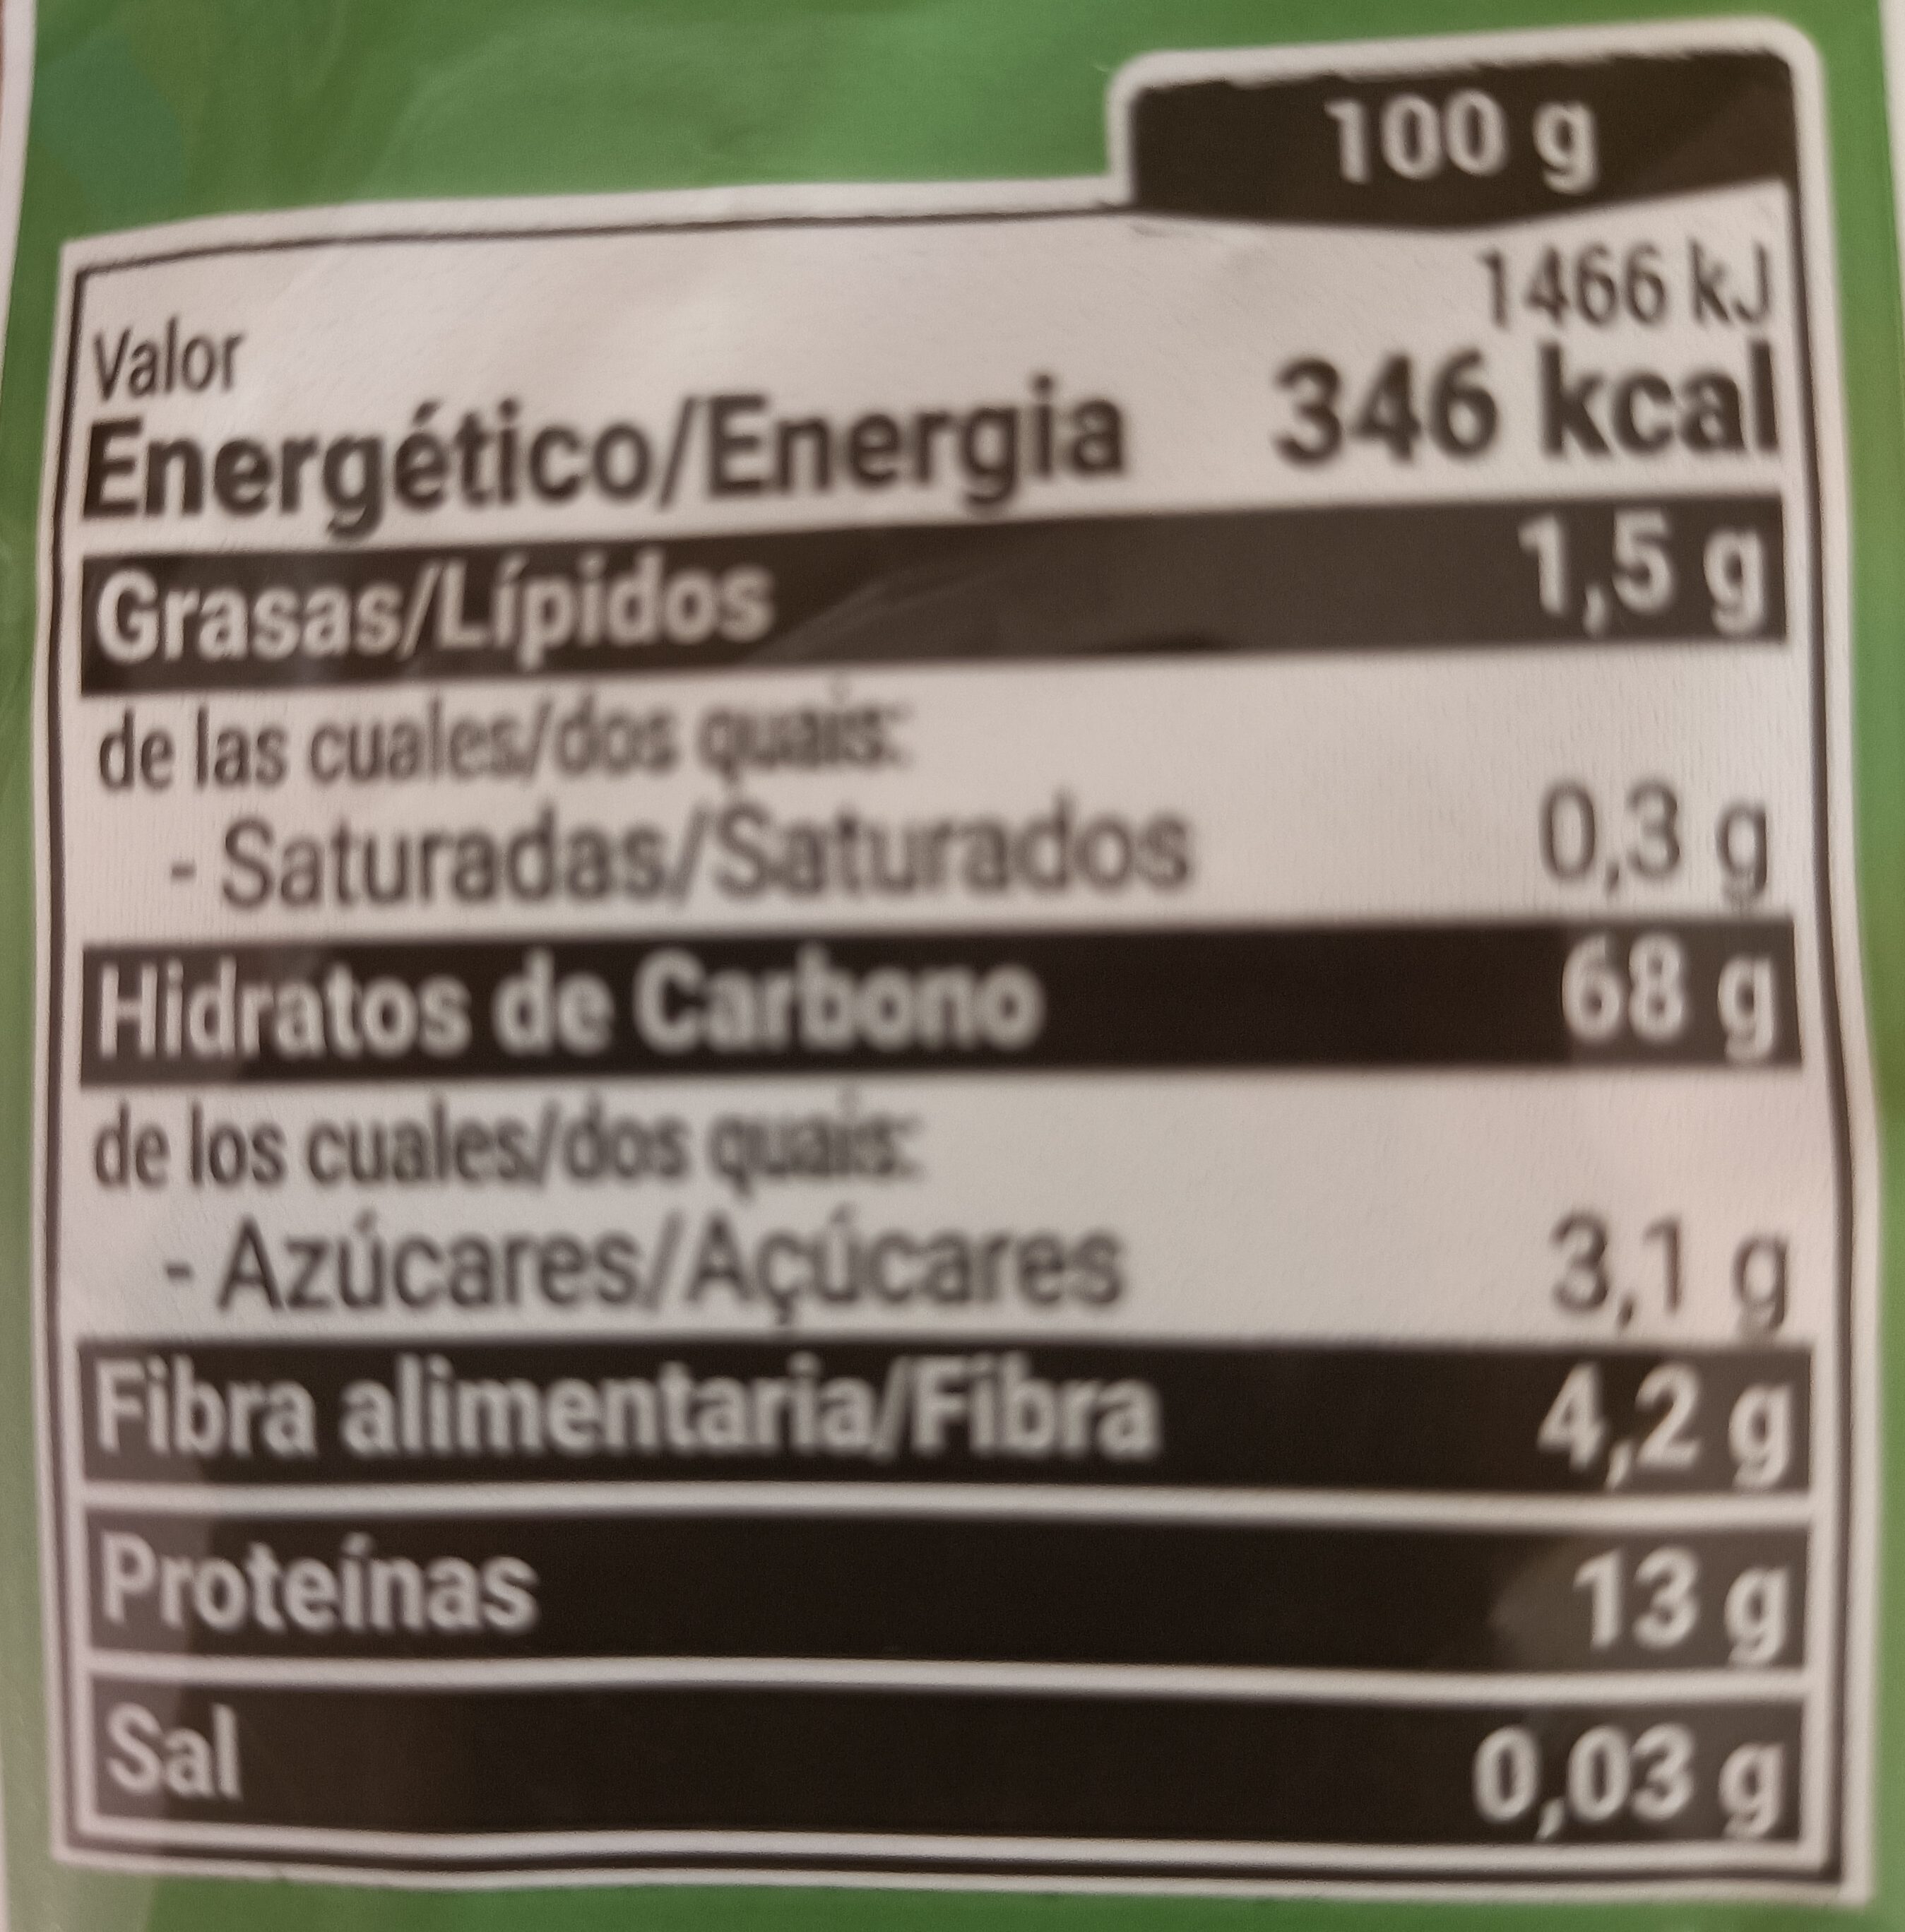 100 g
1466 kJ
Valor
Energético/Energia 346 kcal
Grasas/Lípidos 1,5 g
de las cuales/dos quais:
- Saturadas/Saturados 0,3 g
Hidratos de Carbono 68 g
de los cuales/dos quais:
- Azúcares/Açúcares 3,1 g
Fibra alimentaria/Fibra 4,2 g
Proteínas 13 g
Sal 0,03 g